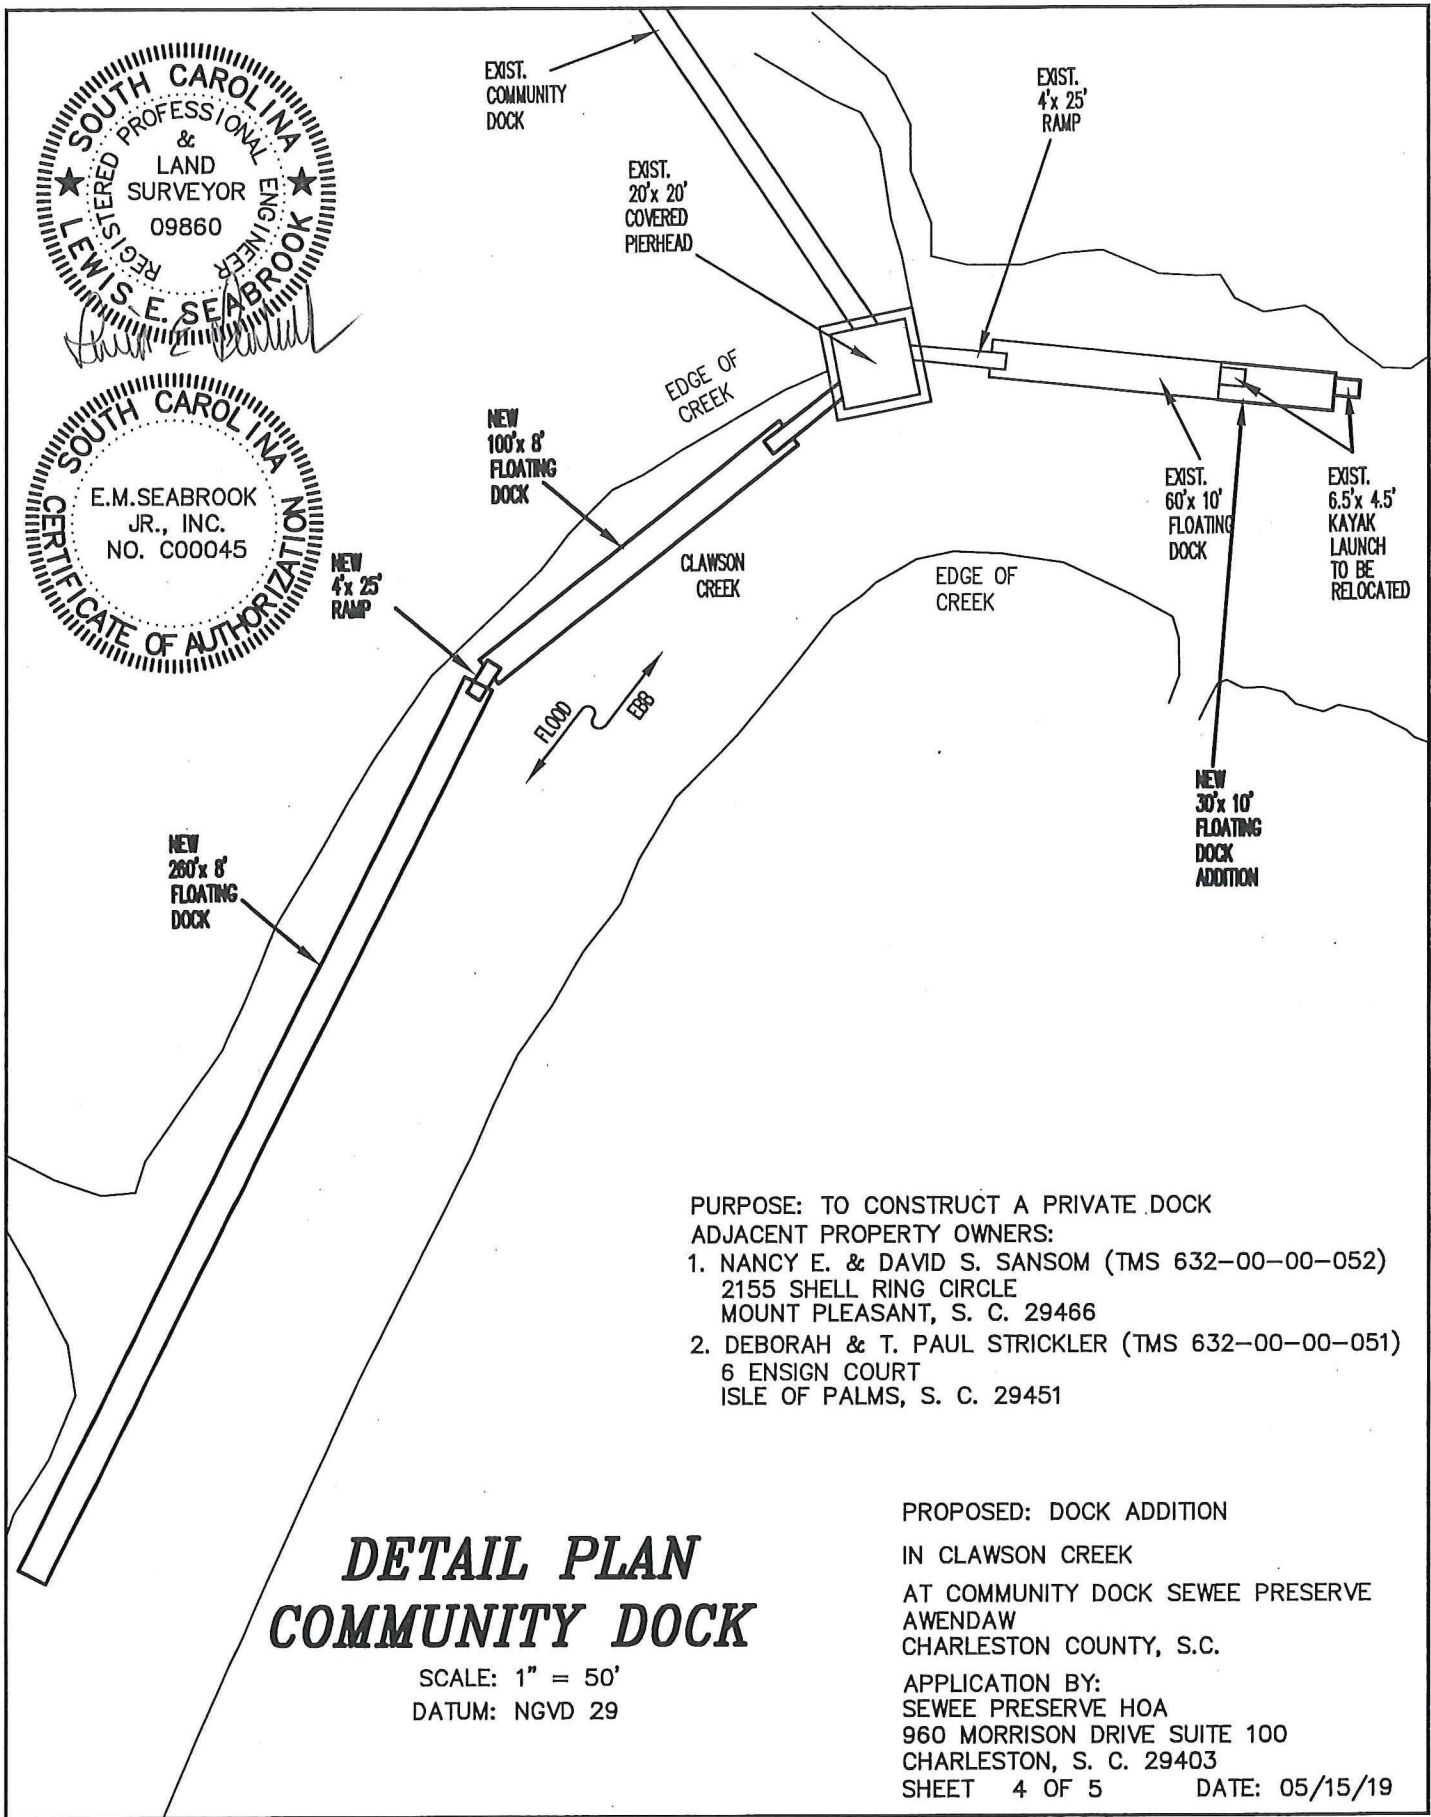 SOUTH CAROLINA
REGISTERED PROFESSIONAL ENGINEER
&
LAND
SURVEYOR
09860
LEWIS E. SEABROOK
SOUTH CAROLINA
E.M.SEABROOK
JR., INC.
NO. C00045
CERTIFICATE OF AUTHORIZATION
EXIST.
COMMUNITY
DOCK
EXIST.
20'x 20'
COVERED
PIERHEAD
EXIST.
4'x 25'
RAMP
EDGE OF
CREEK
NEW
100'x 8'
FLOATING
DOCK
NEW
4'x 25'
RAMP
CLAWSON
CREEK
EDGE OF
CREEK
EXIST.
60'x 10'
FLOATING
DOCK
EXIST.
6.5'x 4.5'
KAYAK
LAUNCH
TO BE
RELOCATED
FLOOD
EBB
NEW
30'x 10'
FLOATING
DOCK
ADDITION
NEW
260'x 8'
FLOATING
DOCK
PURPOSE: TO CONSTRUCT A PRIVATE DOCK
ADJACENT PROPERTY OWNERS:
1. NANCY E. & DAVID S. SANSOM (TMS 632-00-00-052)
2155 SHELL RING CIRCLE
MOUNT PLEASANT, S. C. 29466
2. DEBORAH & T. PAUL STRICKLER (TMS 632-00-00-051)
6 ENSIGN COURT
ISLE OF PALMS, S. C. 29451
DETAIL PLAN
COMMUNITY DOCK
SCALE: 1" = 50'
DATUM: NGVD 29
PROPOSED: DOCK ADDITION
IN CLAWSON CREEK
AT COMMUNITY DOCK SEWEE PRESERVE
AWENDAW
CHARLESTON COUNTY, S.C.
APPLICATION BY:
SEWEE PRESERVE HOA
960 MORRISON DRIVE SUITE 100
CHARLESTON, S. C. 29403
SHEET 4 OF 5 DATE: 05/15/19